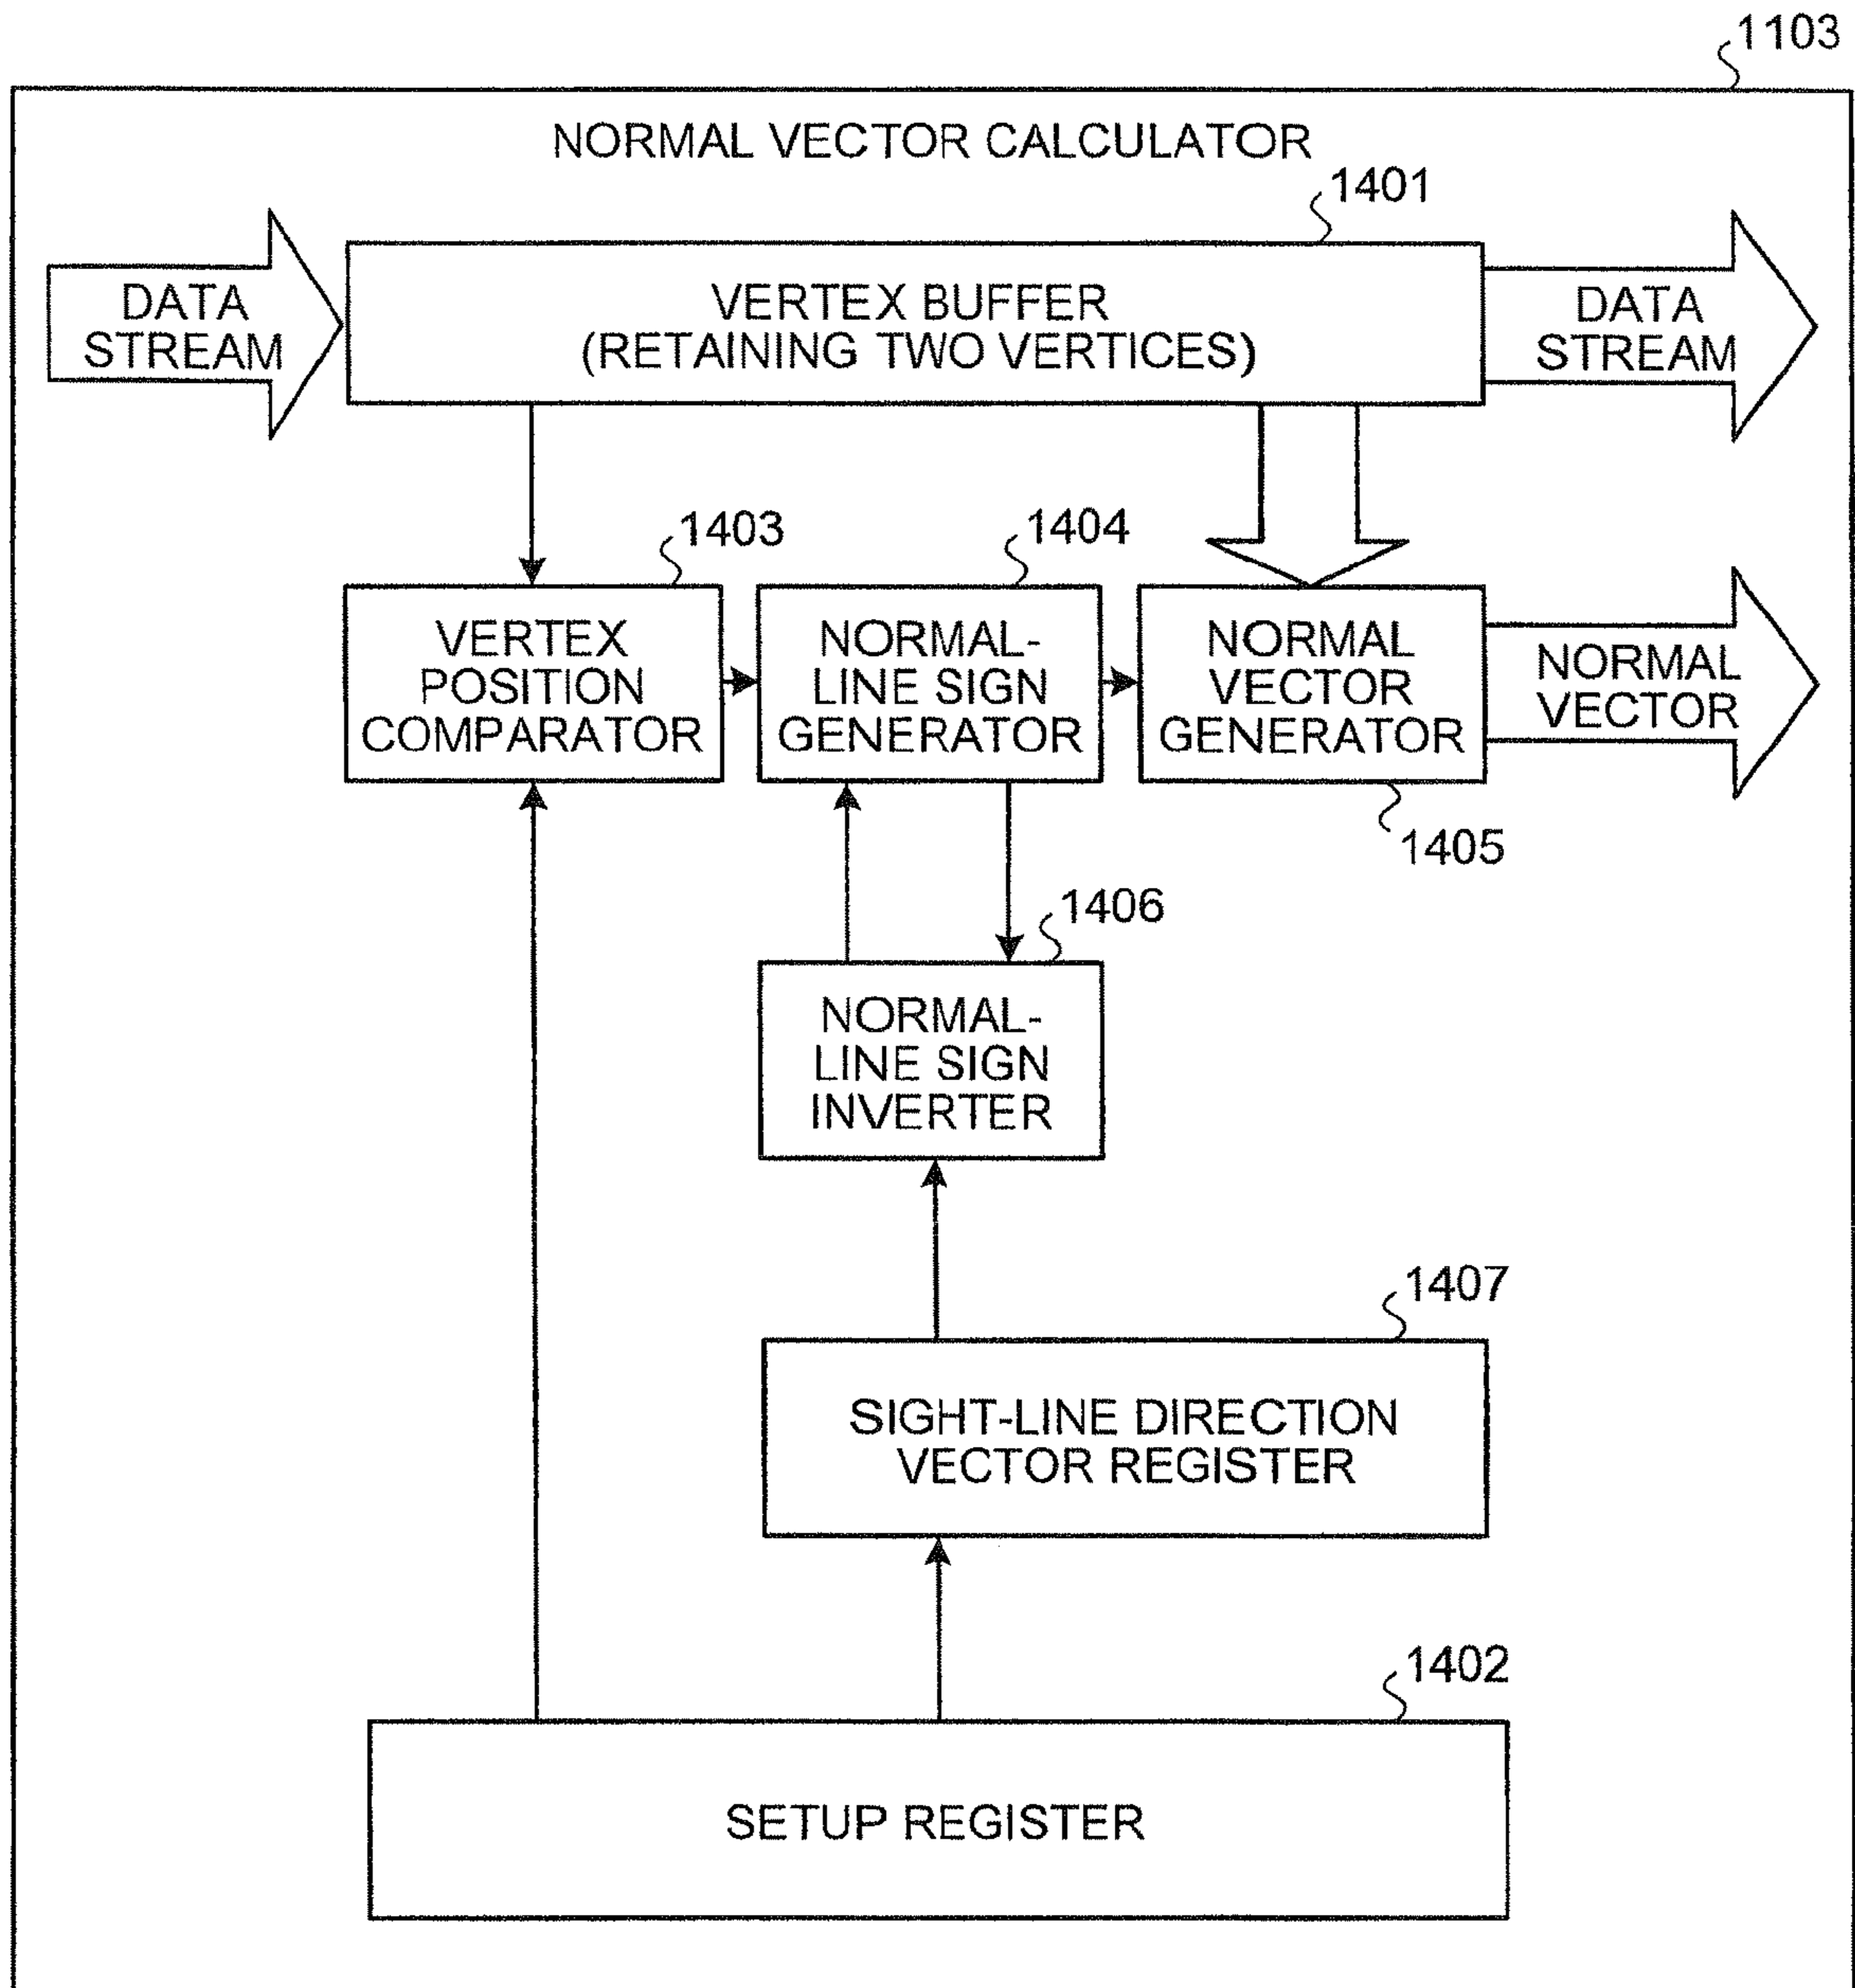 1103
NORMAL VECTOR CALCULATOR
1401
DATA
STREAM
VERTEX BUFFER
(RETAINING TWO VERTICES)
DATA
STREAM
1403
1404
VERTEX
POSITION
COMPARATOR
NORMAL-
LINE SIGN
GENERATOR
NORMAL
VECTOR
GENERATOR
NORMAL
VECTOR
1405
1406
NORMAL-
LINE SIGN
INVERTER
1407
SIGHT-LINE DIRECTION
VECTOR REGISTER
1402
SETUP REGISTER